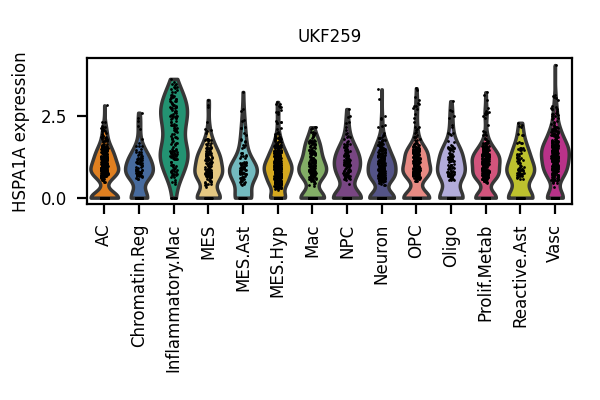 UKF259
HSPA1A expression
2.5
0.0
AC
Chromatin.Reg
Inflammatory.Mac
MES
MES.Ast
MES.Hyp
Mac
NPC
Neuron
OPC
Oligo
Prolif.Metab
Reactive.Ast
Vasc